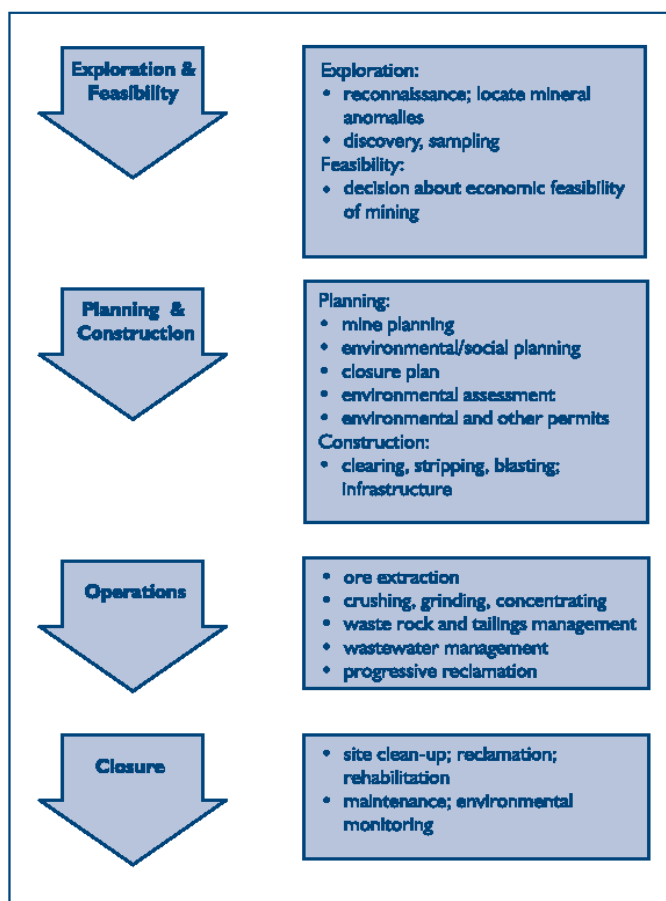 Exploration &
Feasibility
Exploration:
• reconnaissance; locate mineral
anomalies
• discovery, sampling
Feasibility:
• decision about economic feasibility
of mining
Planning &
Construction
Planning:
• mine planning
• environmental/social planning
• closure plan
• environmental assessment
• environmental and other permits
Construction:
• clearing, stripping, blasting;
infrastructure
Operations
• ore extraction
• crushing, grinding, concentrating
• waste rock and tailings management
• wastewater management
• progressive reclamation
Closure
• site clean-up; reclamation;
rehabilitation
• maintenance; environmental
monitoring